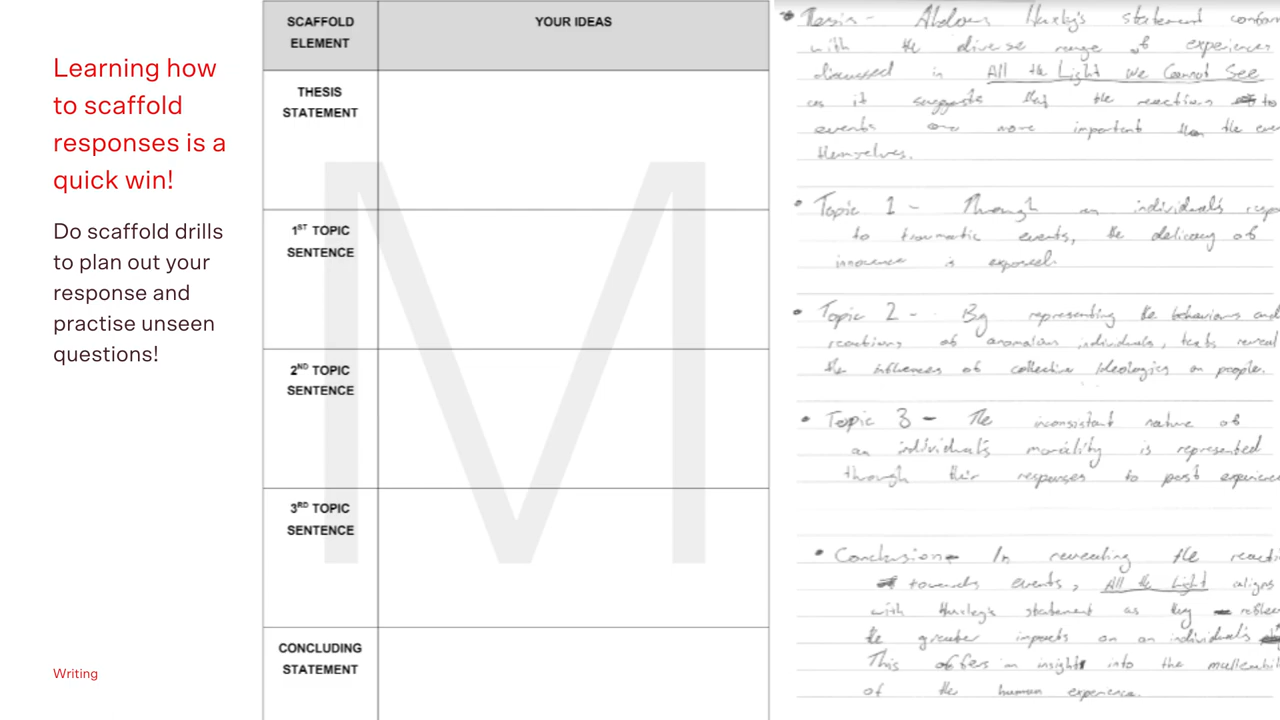 Learning how
to scaffold
responses is a
quick win!
Do scaffold drills
to plan out your
response and
practise unseen
questions!
Writing
SCAFFOLD
ELEMENT
YOUR IDEAS
THESIS
STATEMENT
1ST TOPIC
SENTENCE
2ND TOPIC
SENTENCE
3RD TOPIC
SENTENCE
CONCLUDING
STATEMENT
M
Thesis - Aldous Huxley's statement
with the diverse range of experiences
discussed in All the Light We Cannot See
as it suggests that the reactions to
events are more important than the
themselves.
Topic 1 - Through an individual's
to traumatic events, the delicacy of
innocence is exposed.
Topic 2 - By representing the behaviours and
reactions of anomalous individuals, texts reveal
the influences of collective ideologies on people.
Topic 3 - The inconsistent nature of
an individual's morality is represented
through their responses to past
Conclusion - In revealing the
towards events, All the Light aligns
with Huxley's statement as they
the greater impacts on an individual's
This offers an insight into the
of the human experience.